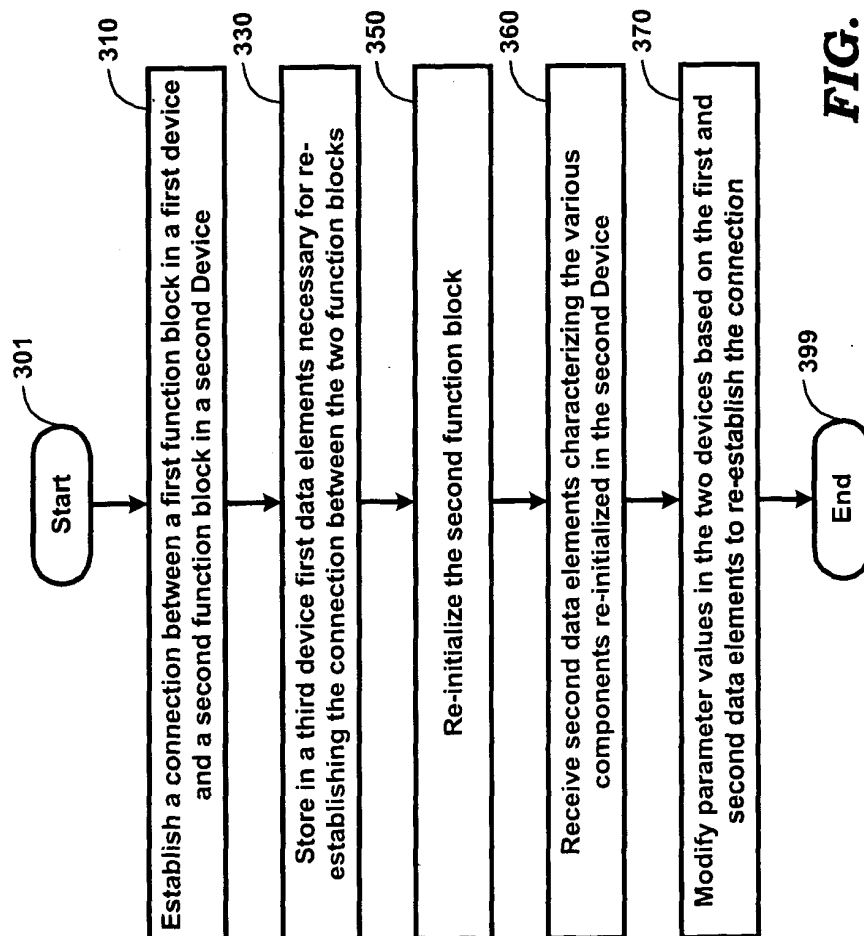 301
Start
310
Establish a connection between a first function block in a first device
and a second function block in a second Device
330
Store in a third device first data elements necessary for re-
establishing the connection between the two function blocks
350
Re-initialize the second function block
360
Receive second data elements characterizing the various
components re-initialized in the second Device
370
Modify parameter values in the two devices based on the first and
second data elements to re-establish the connection
399
End
FIG.